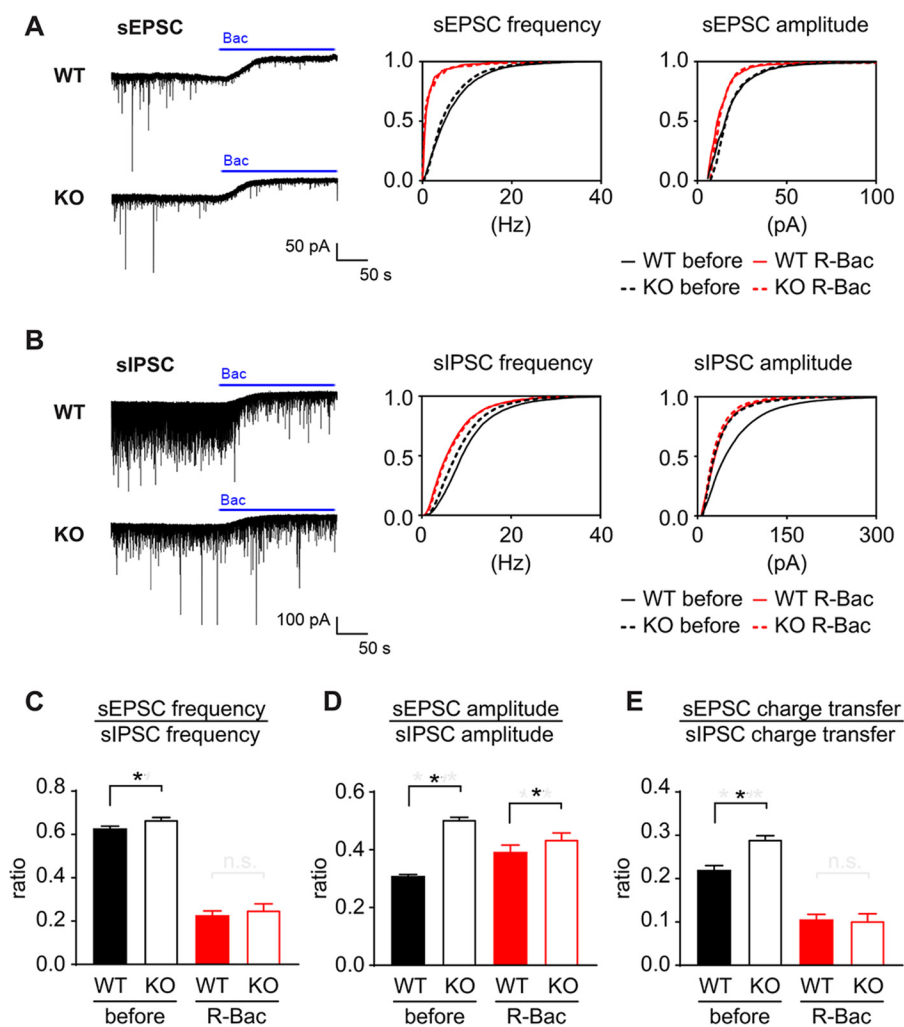 A
sEPSC
sEPSC frequency
sEPSC amplitude
Bac
WT
Bac
KO
50 pA
50 s
1.0
0.5
0.0
0 20 40
(Hz)
1.0
0.5
0.0
0 50 100
(pA)
WT before WT R-Bac
KO before KO R-Bac
B
sIPSC
sIPSC frequency
sIPSC amplitude
Bac
WT
Bac
KO
100 pA
50 s
1.0
0.5
0.0
0 20 40
(Hz)
1.0
0.5
0.0
0 150 300
(pA)
WT before WT R-Bac
KO before KO R-Bac
C
sEPSC frequency
sIPSC frequency
ratio
0.8
0.6
0.4
0.2
0.0
*
n.s.
WT KO WT KO
before R-Bac
D
sEPSC amplitude
sIPSC amplitude
ratio
0.6
0.4
0.2
0.0
*
*
WT KO WT KO
before R-Bac
E
sEPSC charge transfer
sIPSC charge transfer
ratio
0.2
0.3
0.1
0.0
*
n.s.
WT KO WT KO
before R-Bac